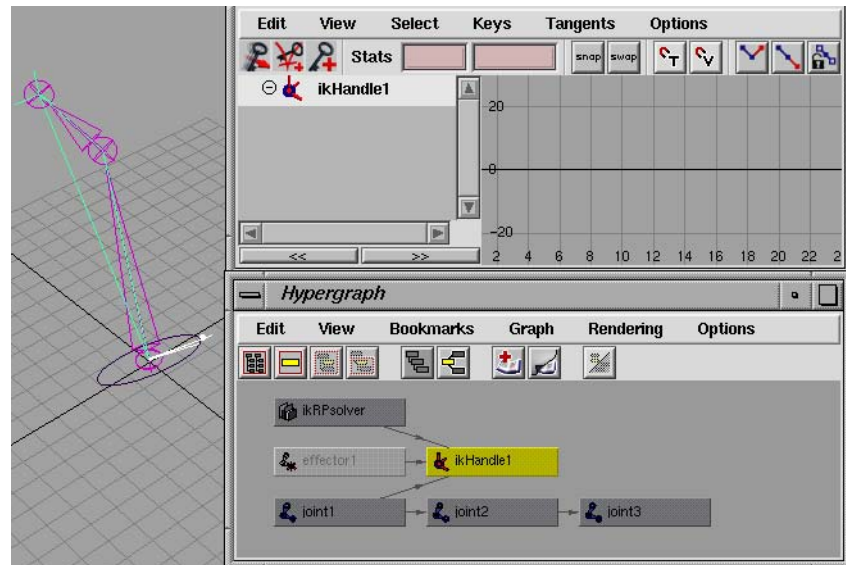 Edit View Select Keys Tangents Options
Stats snap swap T V
ikHandle1
20
0
-20
<< >>
2 4 6 8 10 12 14 16 18 20 22 2
Hypergraph
Edit View Bookmarks Graph Rendering Options
ikRPsolver
effector1 ikHandle1
joint1 joint2 joint3